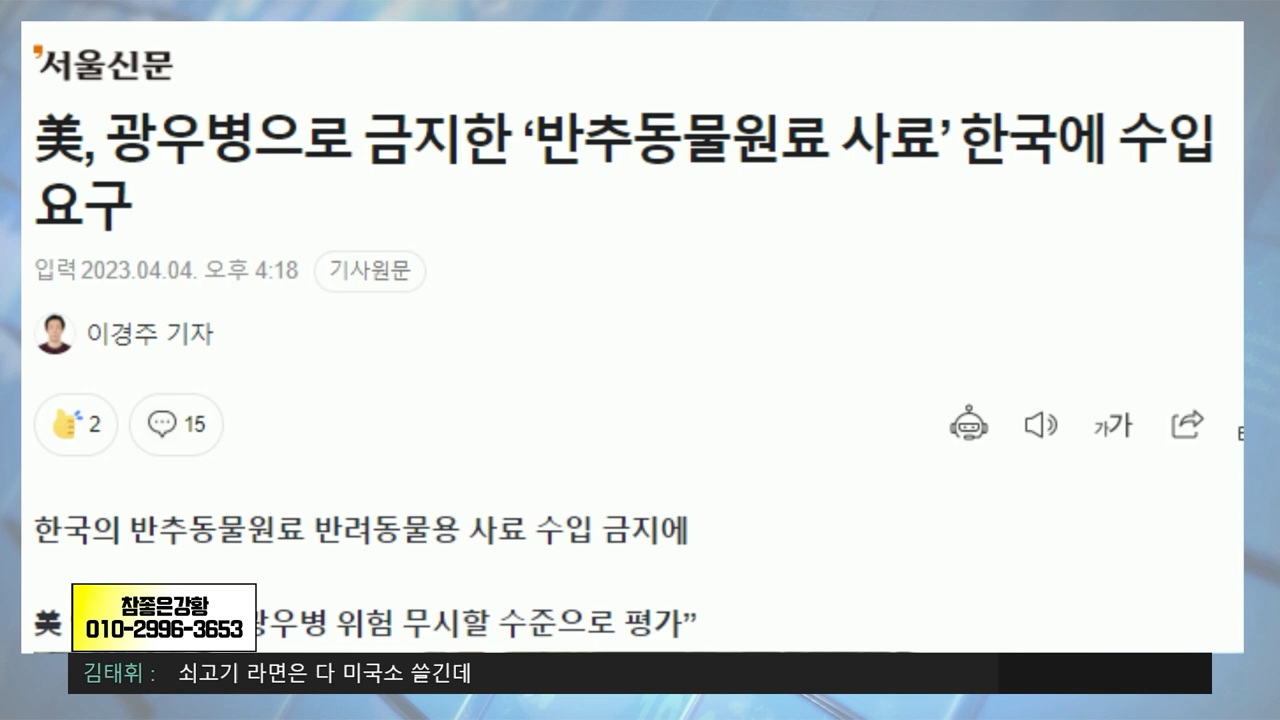 서울신문
美, 광우병으로 금지한 ‘반추동물원료 사료’ 한국에 수입
요구
입력 2023.04.04. 오후 4:18 기사원문
이경주 기자
2 15 가가
한국의 반추동물원료 반려동물용 사료 수입 금지에
美 광우병 위험 무시할 수준으로 평가”
참좋은강황
010-2996-3653
김태휘 : 쇠고기 라면은 다 미국소 쓸긴데